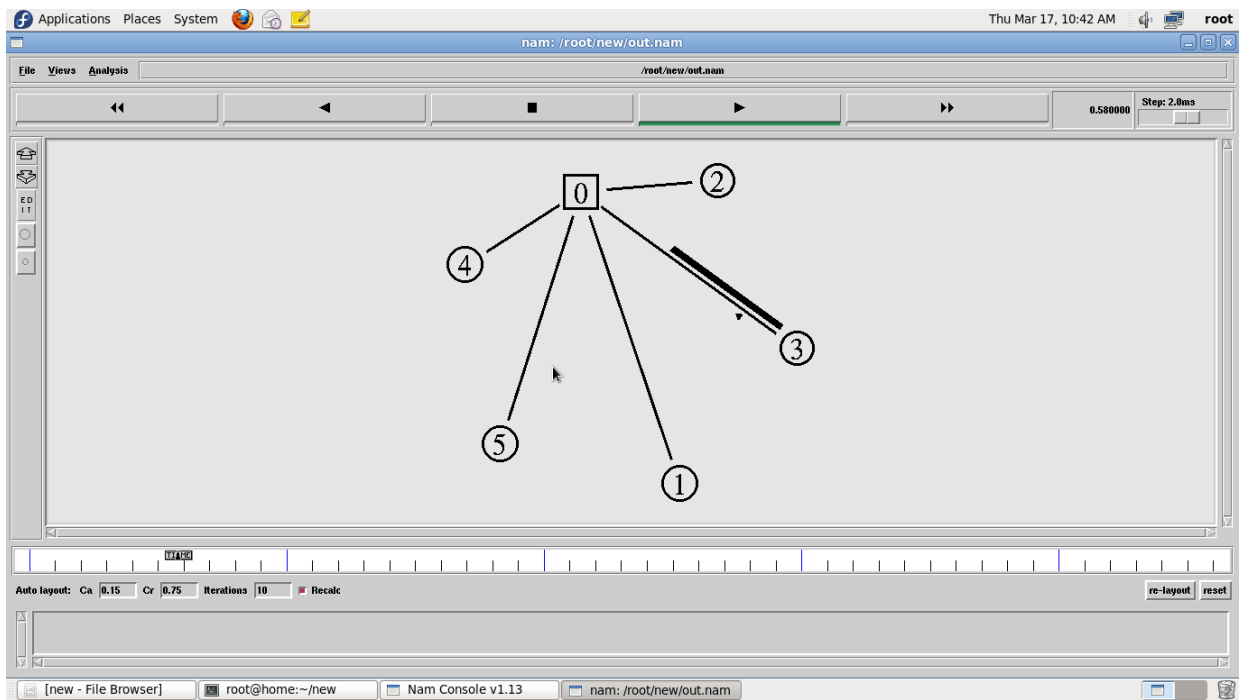 Applications Places System Thu Mar 17, 10:42 AM root
nam: /root/new/out.nam
File Views Analysis /root/new/out.nam
0.580000 Step: 2.0ms
ED
IT
0
2
4
3
5
1
TIME
Auto layout: Ca 0.15 Cr 0.75 Iterations 10 Recalc re-layout reset
[new - File Browser] root@home:~/new Nam Console v1.13 nam: /root/new/out.nam